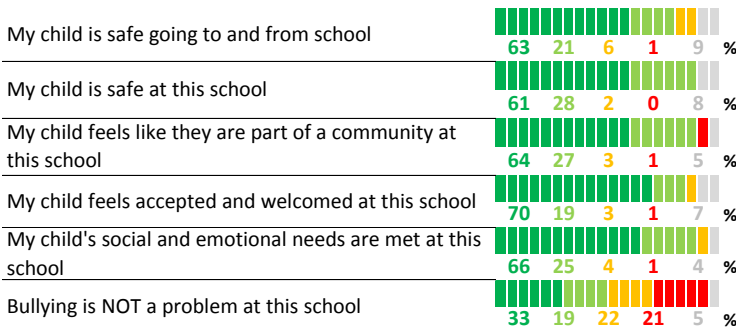 My child is safe going to and from school
63 21 6 1 9 %
My child is safe at this school
61 28 2 0 8 %
My child feels like they are part of a community at
this school
64 27 3 1 5 %
My child feels accepted and welcomed at this school
70 19 3 1 7 %
My child's social and emotional needs are met at this
school
66 25 4 1 4 %
Bullying is NOT a problem at this school
33 19 22 21 5 %